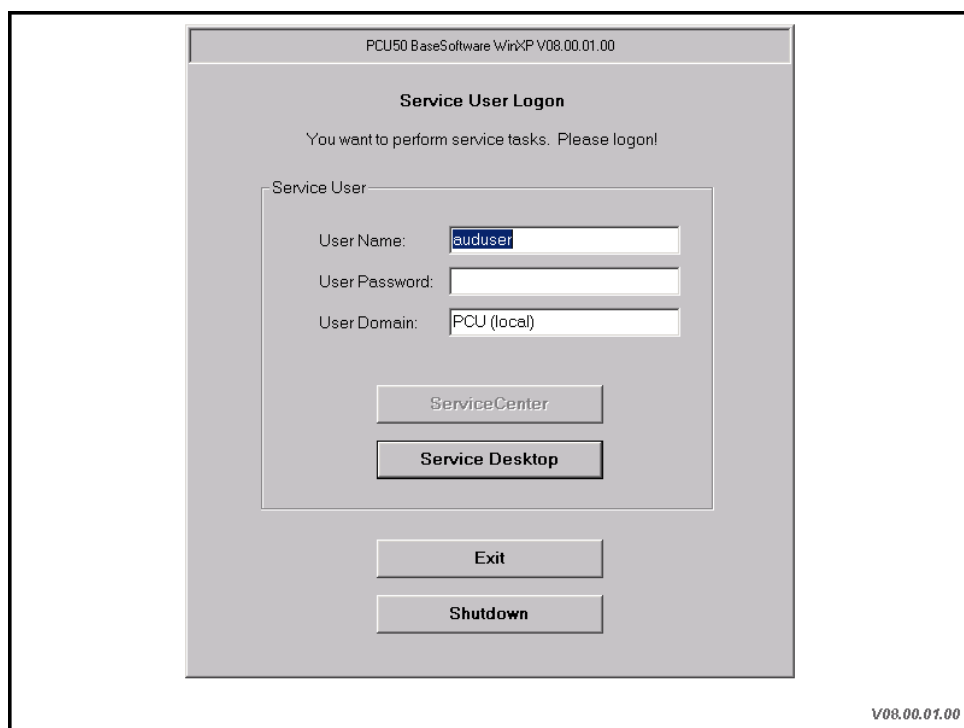 PCU50 BaseSoftware WinXP V08.00.01.00
Service User Logon
You want to perform service tasks. Please logon!
Service User
User Name: auduser
User Password:
User Domain: PCU (local)
ServiceCenter
Service Desktop
Exit
Shutdown
V08.00.01.00